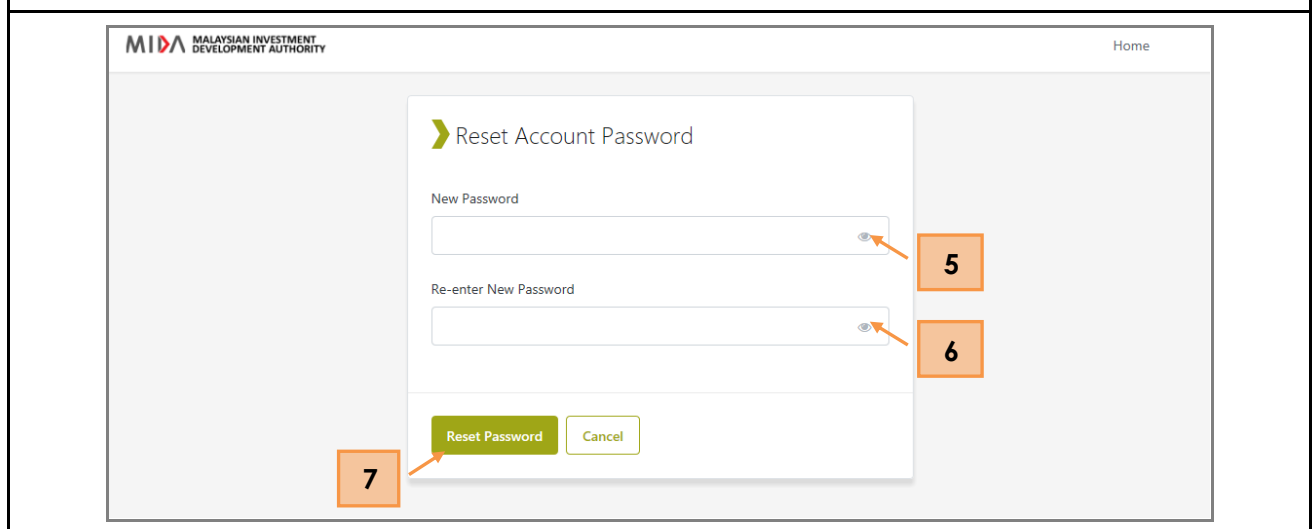 MIDA MALAYSIAN INVESTMENT
DEVELOPMENT AUTHORITY
Home
Reset Account Password
New Password
5
Re-enter New Password
6
Reset Password Cancel
7